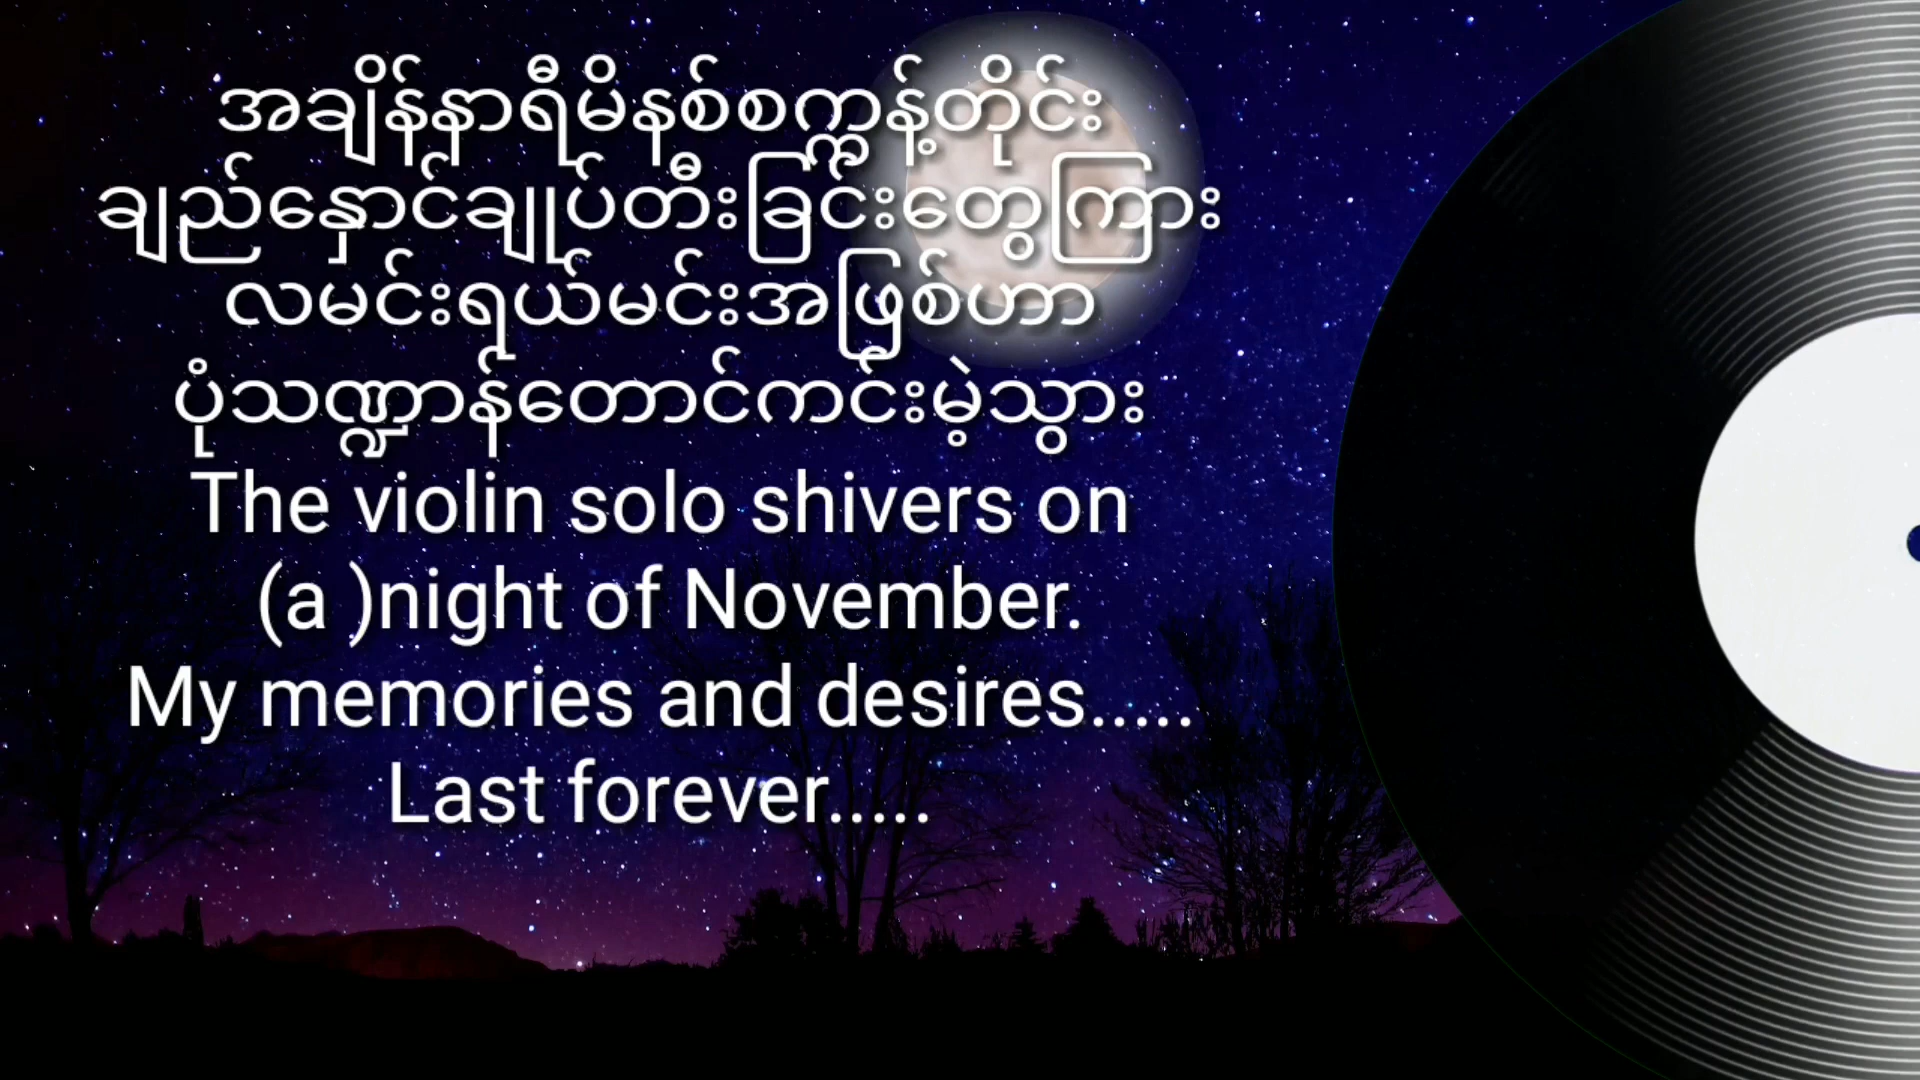 အချိန်နာရီမိနစ်စက္ကန့်တိုင်း
ချည်နှောင်ချုပ်တီးခြင်းတွေကြား
လမင်းရယ်မင်းအဖြစ်ဟာ
ပုံသဏ္ဍာန်တောင်ကင်းမဲ့သွား
The violin solo shivers on
(a )night of November.
My memories and desires.....
Last forever.....